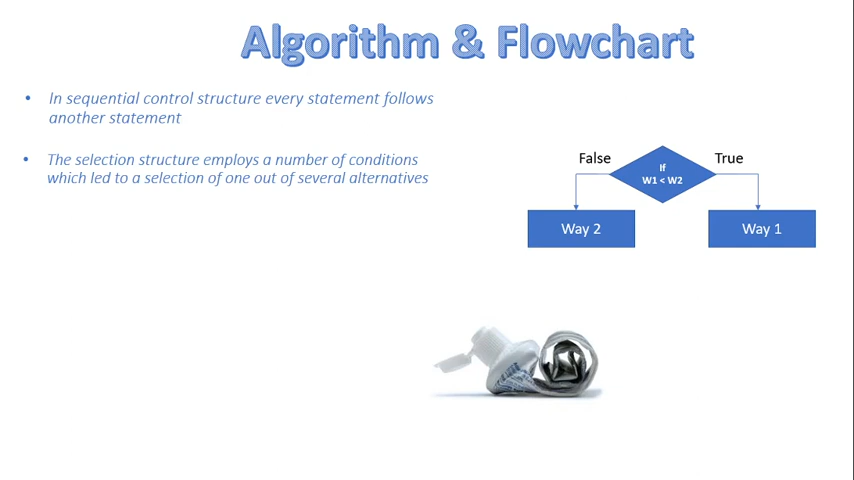 Algorithm & Flowchart
• In sequential control structure every statement follows
another statement
• The selection structure employs a number of conditions
which led to a selection of one out of several alternatives
False
If
W1 < W2
True
Way 2
Way 1